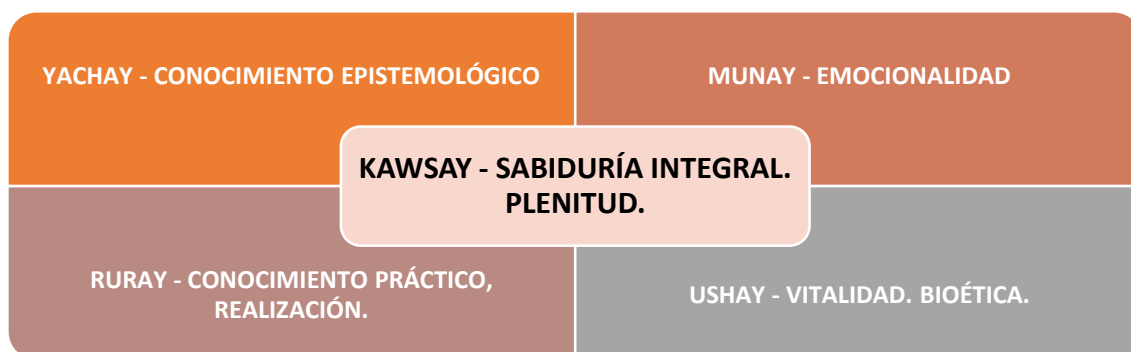 YACHAY - CONOCIMIENTO EPISTEMOLÓGICO
MUNAY - EMOCIONALIDAD
KAWSAY - SABIDURÍA INTEGRAL.
PLENITUD.
RURAY - CONOCIMIENTO PRÁCTICO,
REALIZACIÓN.
USHAY - VITALIDAD. BIOÉTICA.